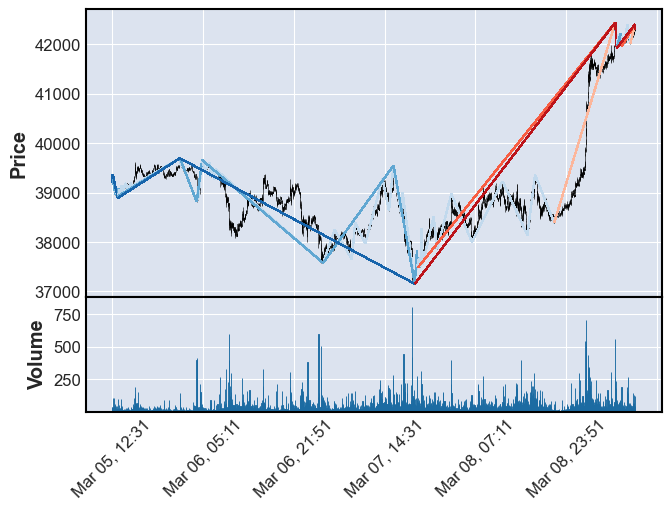 42000
41000
40000
39000
38000
37000
Price
750
500
250
Volume
Mar 05, 12:31
Mar 06, 05:11
Mar 06, 21:51
Mar 07, 14:31
Mar 08, 07:11
Mar 08, 23:51